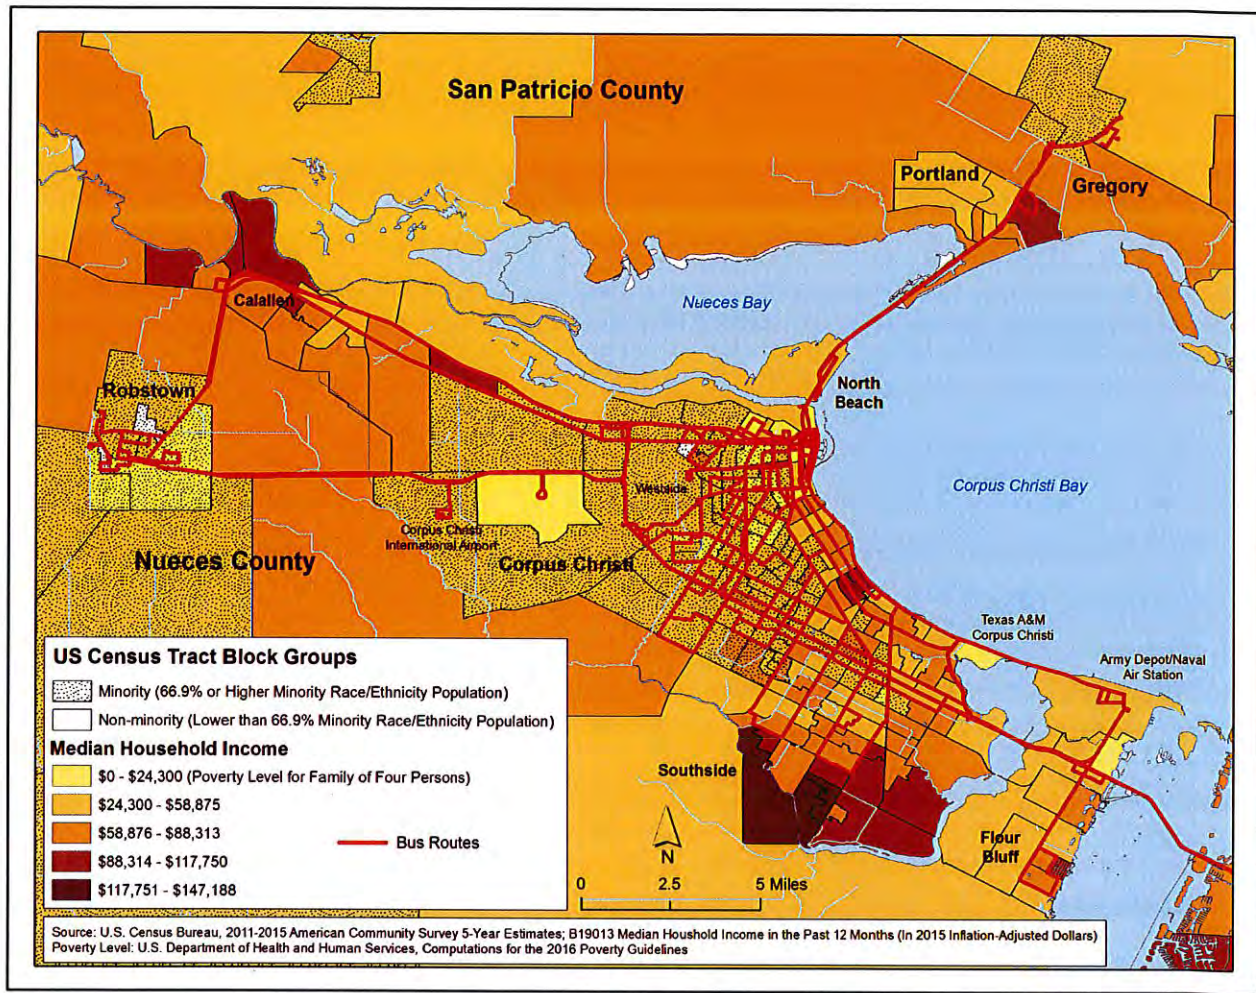 San Patricio County
Portland
Gregory
Nueces Bay
Calallen
Robstown
North
Beach
Corpus Christi Bay
Westside
Corpus Christi
International Airport
Nueces County
Corpus Christi
Texas A&M
Corpus Christi
Army Depot/Naval
Air Station
Southside
Flour
Bluff
N
0 2.5 5 Miles
US Census Tract Block Groups
Minority (66.9% or Higher Minority Race/Ethnicity Population)
Non-minority (Lower than 66.9% Minority Race/Ethnicity Population)
Median Household Income
$0 - $24,300 (Poverty Level for Family of Four Persons)
$24,300 - $58,875
$58,876 - $88,313
$88,314 - $117,750
$117,751 - $147,188
Bus Routes
Source: U.S. Census Bureau, 2011-2015 American Community Survey 5-Year Estimates; B19013 Median Houshold Income in the Past 12 Months (In 2015 Inflation-Adjusted Dollars)
Poverty Level: U.S. Department of Health and Human Services, Computations for the 2016 Poverty Guidelines